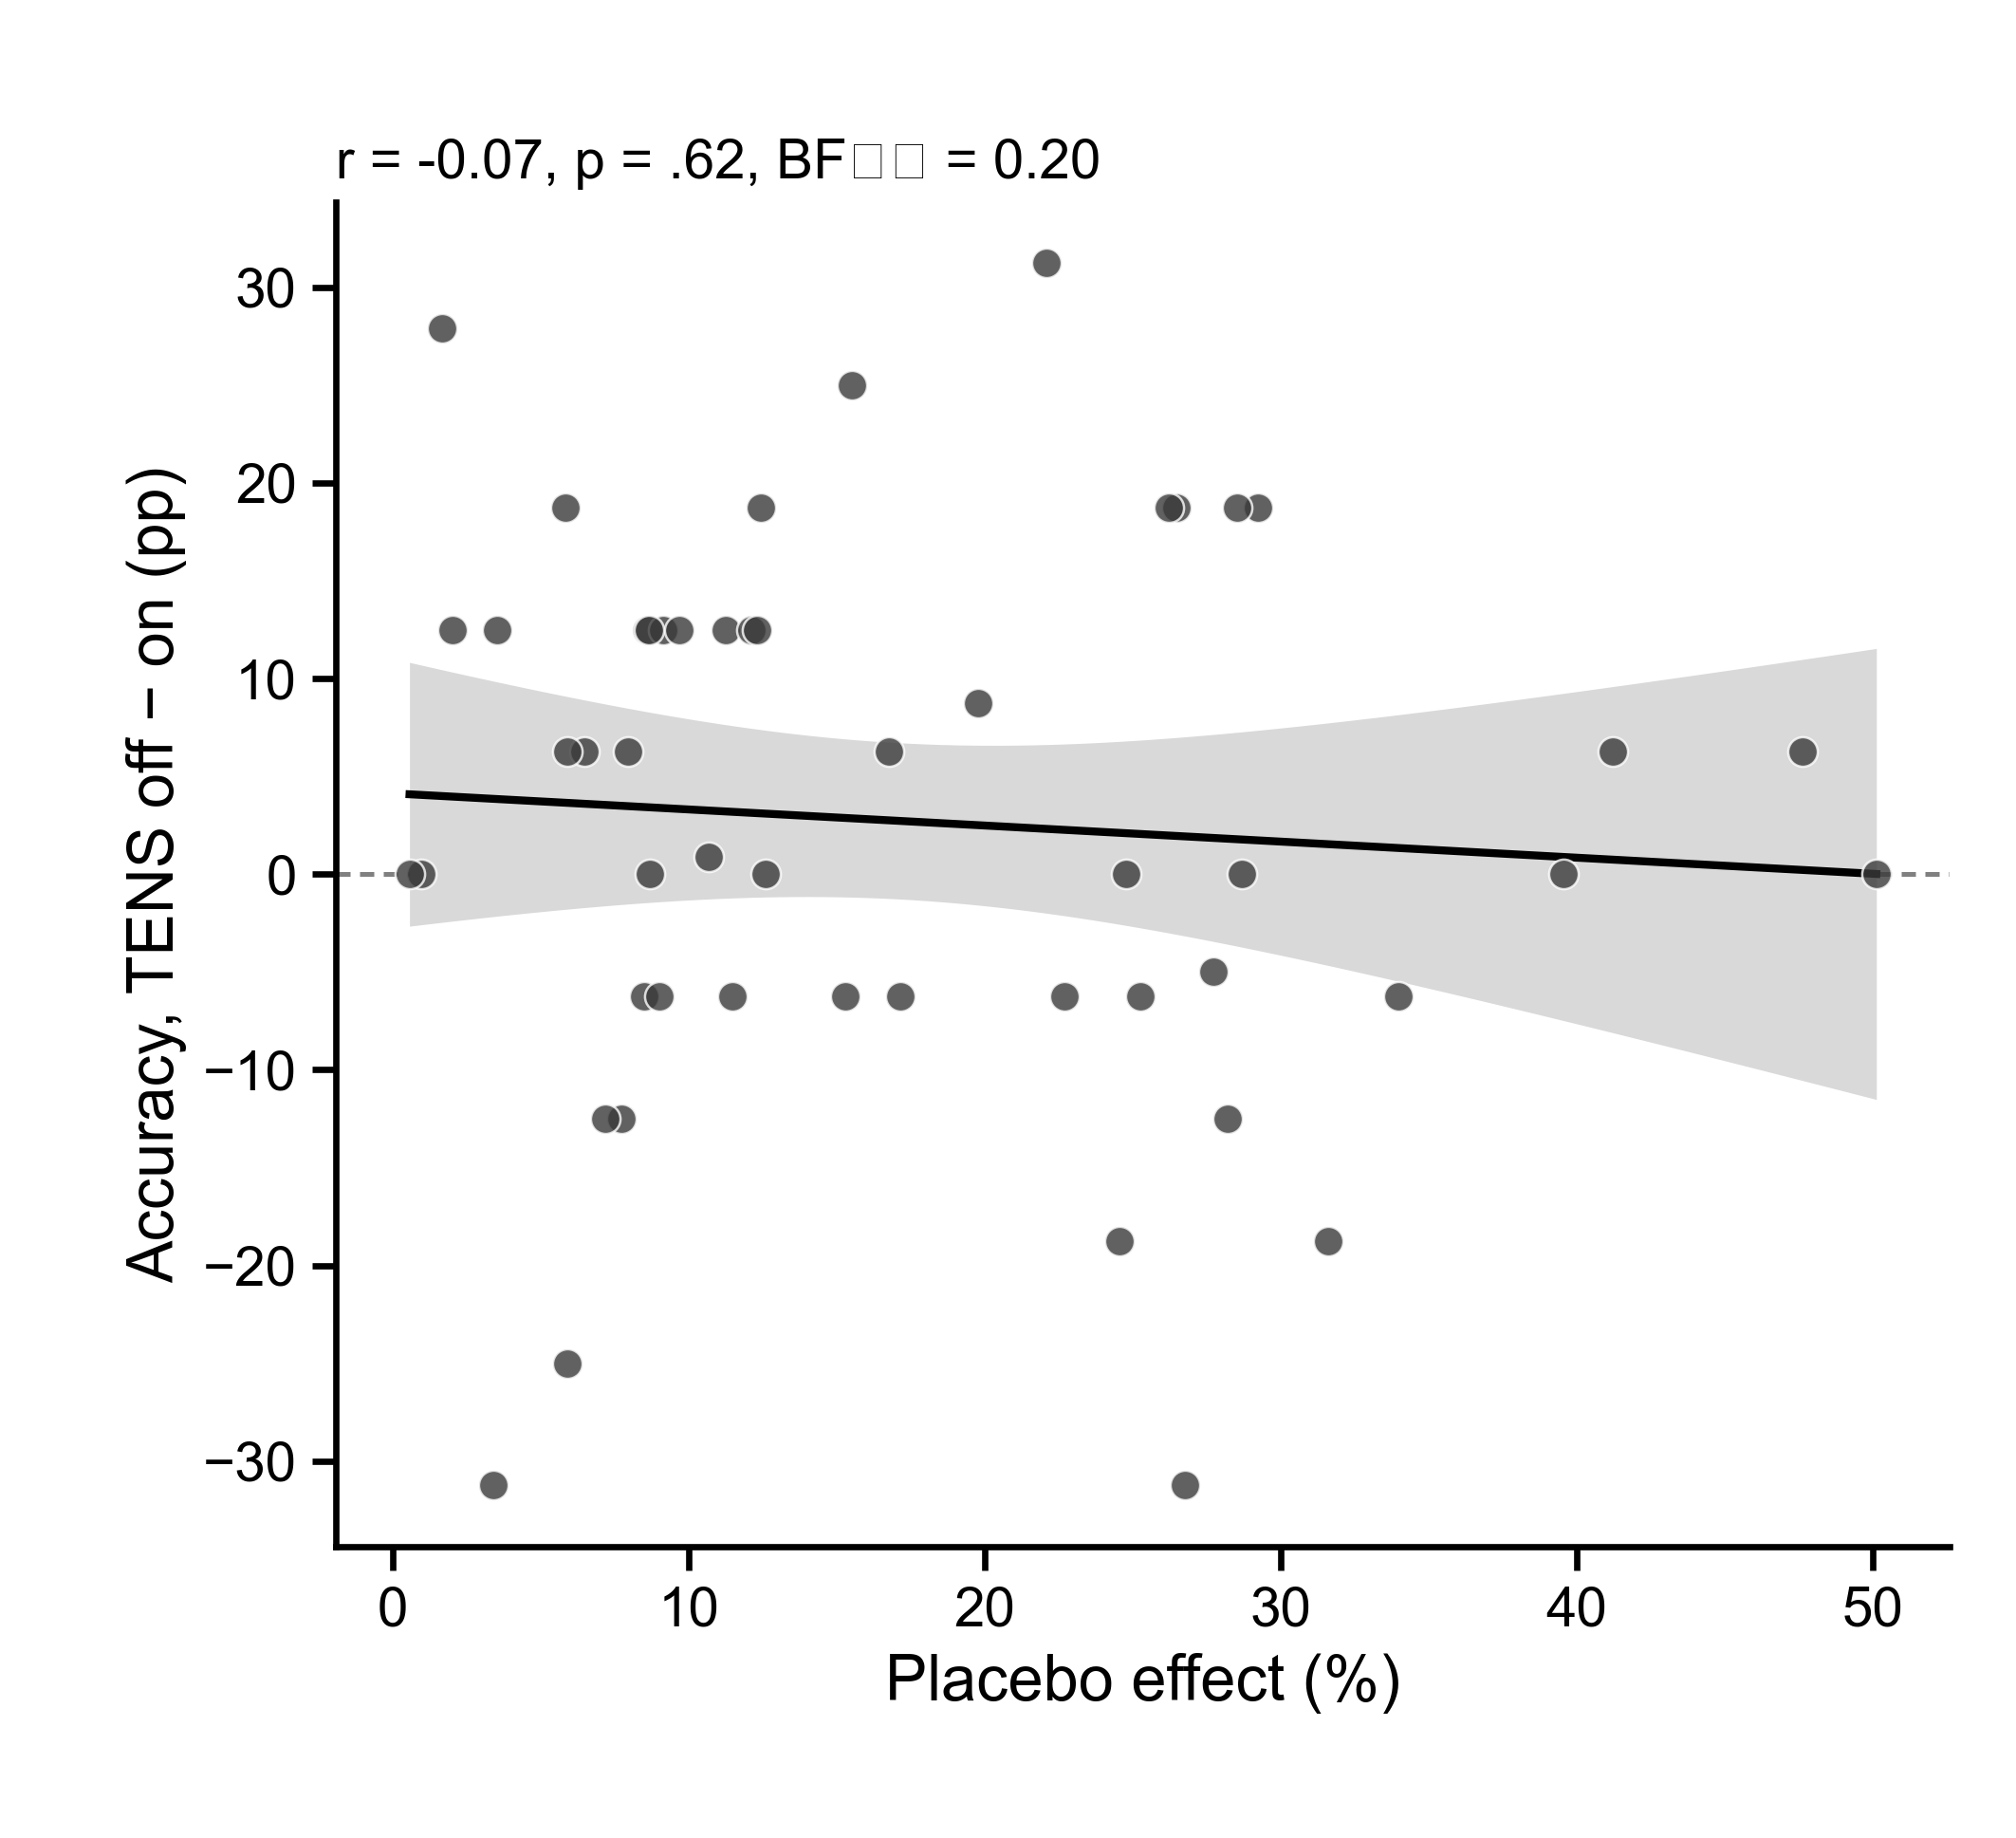 r = -0.07, p = .62, BF□□ = 0.20
30
20
10
0
−10
−20
−30
Accuracy, TENS off − on (pp)
0 10 20 30 40 50
Placebo effect (%)